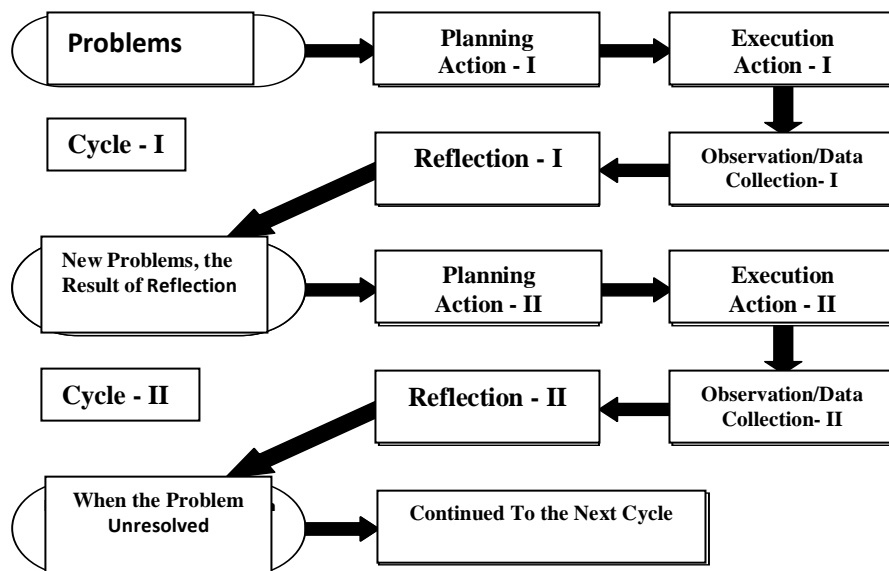 Problems
Planning
Action - I
Execution
Action - I
Cycle - I
Reflection - I
Observation/Data
Collection- I
New Problems, the
Result of Reflection
Planning
Action - II
Execution
Action - II
Cycle - II
Reflection - II
Observation/Data
Collection- II
When the Problem
Unresolved
Continued To the Next Cycle